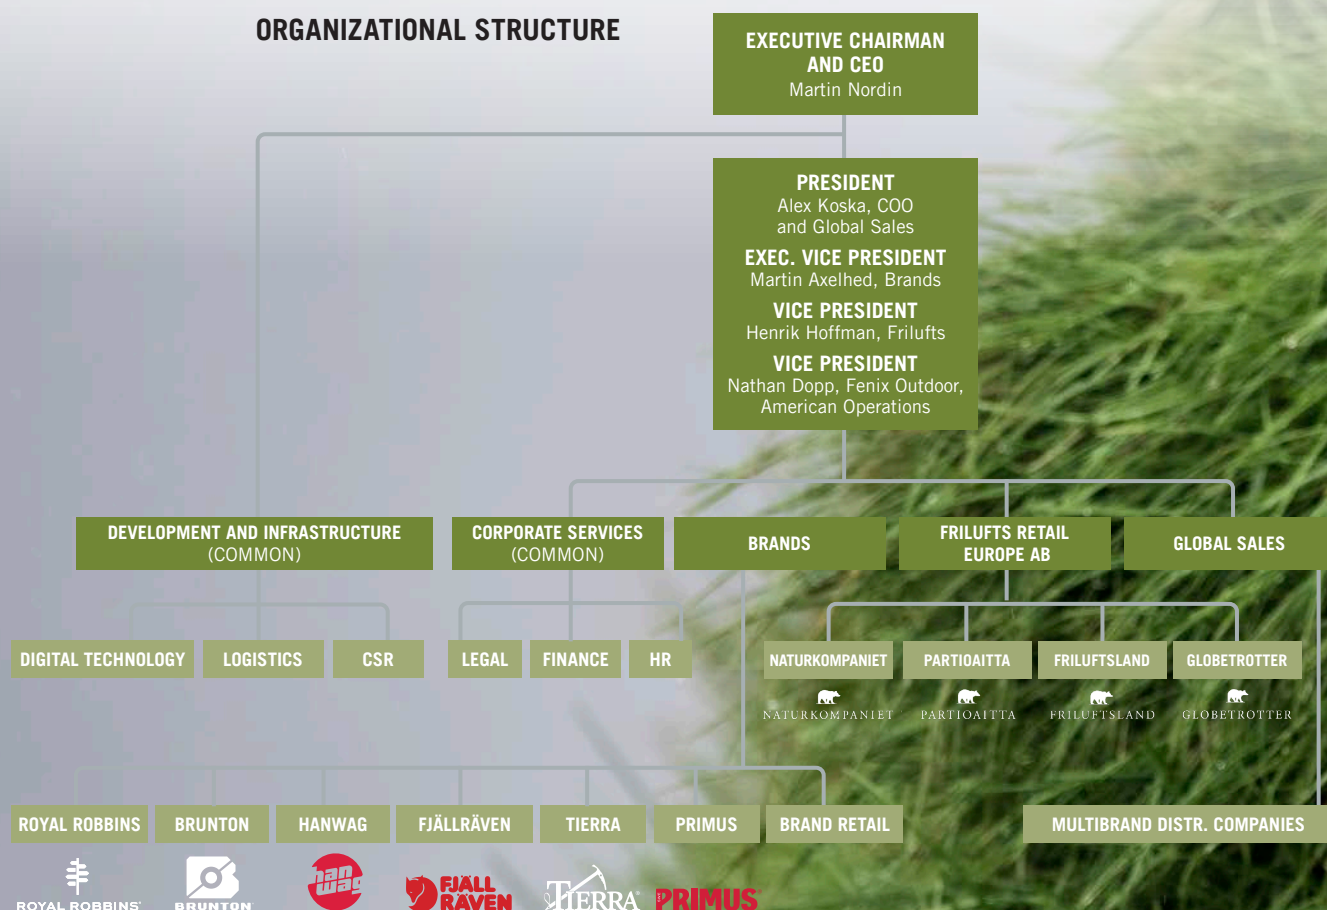 ORGANIZATIONAL STRUCTURE
EXECUTIVE CHAIRMAN
AND CEO
Martin Nordin
PRESIDENT
Alex Koska, COO
and Global Sales
EXEC. VICE PRESIDENT
Martin Axelhed, Brands
VICE PRESIDENT
Henrik Hoffman, Frilufts
VICE PRESIDENT
Nathan Dopp, Fenix Outdoor,
American Operations
DEVELOPMENT AND INFRASTRUCTURE
(COMMON)
CORPORATE SERVICES
(COMMON)
BRANDS
FRILUFTS RETAIL
EUROPE AB
GLOBAL SALES
DIGITAL TECHNOLOGY
LOGISTICS
CSR
LEGAL
FINANCE
HR
NATURKOMPANIET
PARTIOAITTA
FRILUFTSLAND
GLOBETROTTER
NATURKOMPANIET
PARTIOAITTA
FRILUFTSLAND
GLOBETROTTER
ROYAL ROBBINS
BRUNTON
HANWAG
FJÄLLRÄVEN
TIERRA
PRIMUS
BRAND RETAIL
MULTIBRAND DISTR. COMPANIES
ROYAL ROBBINS
BRUNTON
han
wag
FJÄLL
RÄVEN
TIERRA
PRIMUS